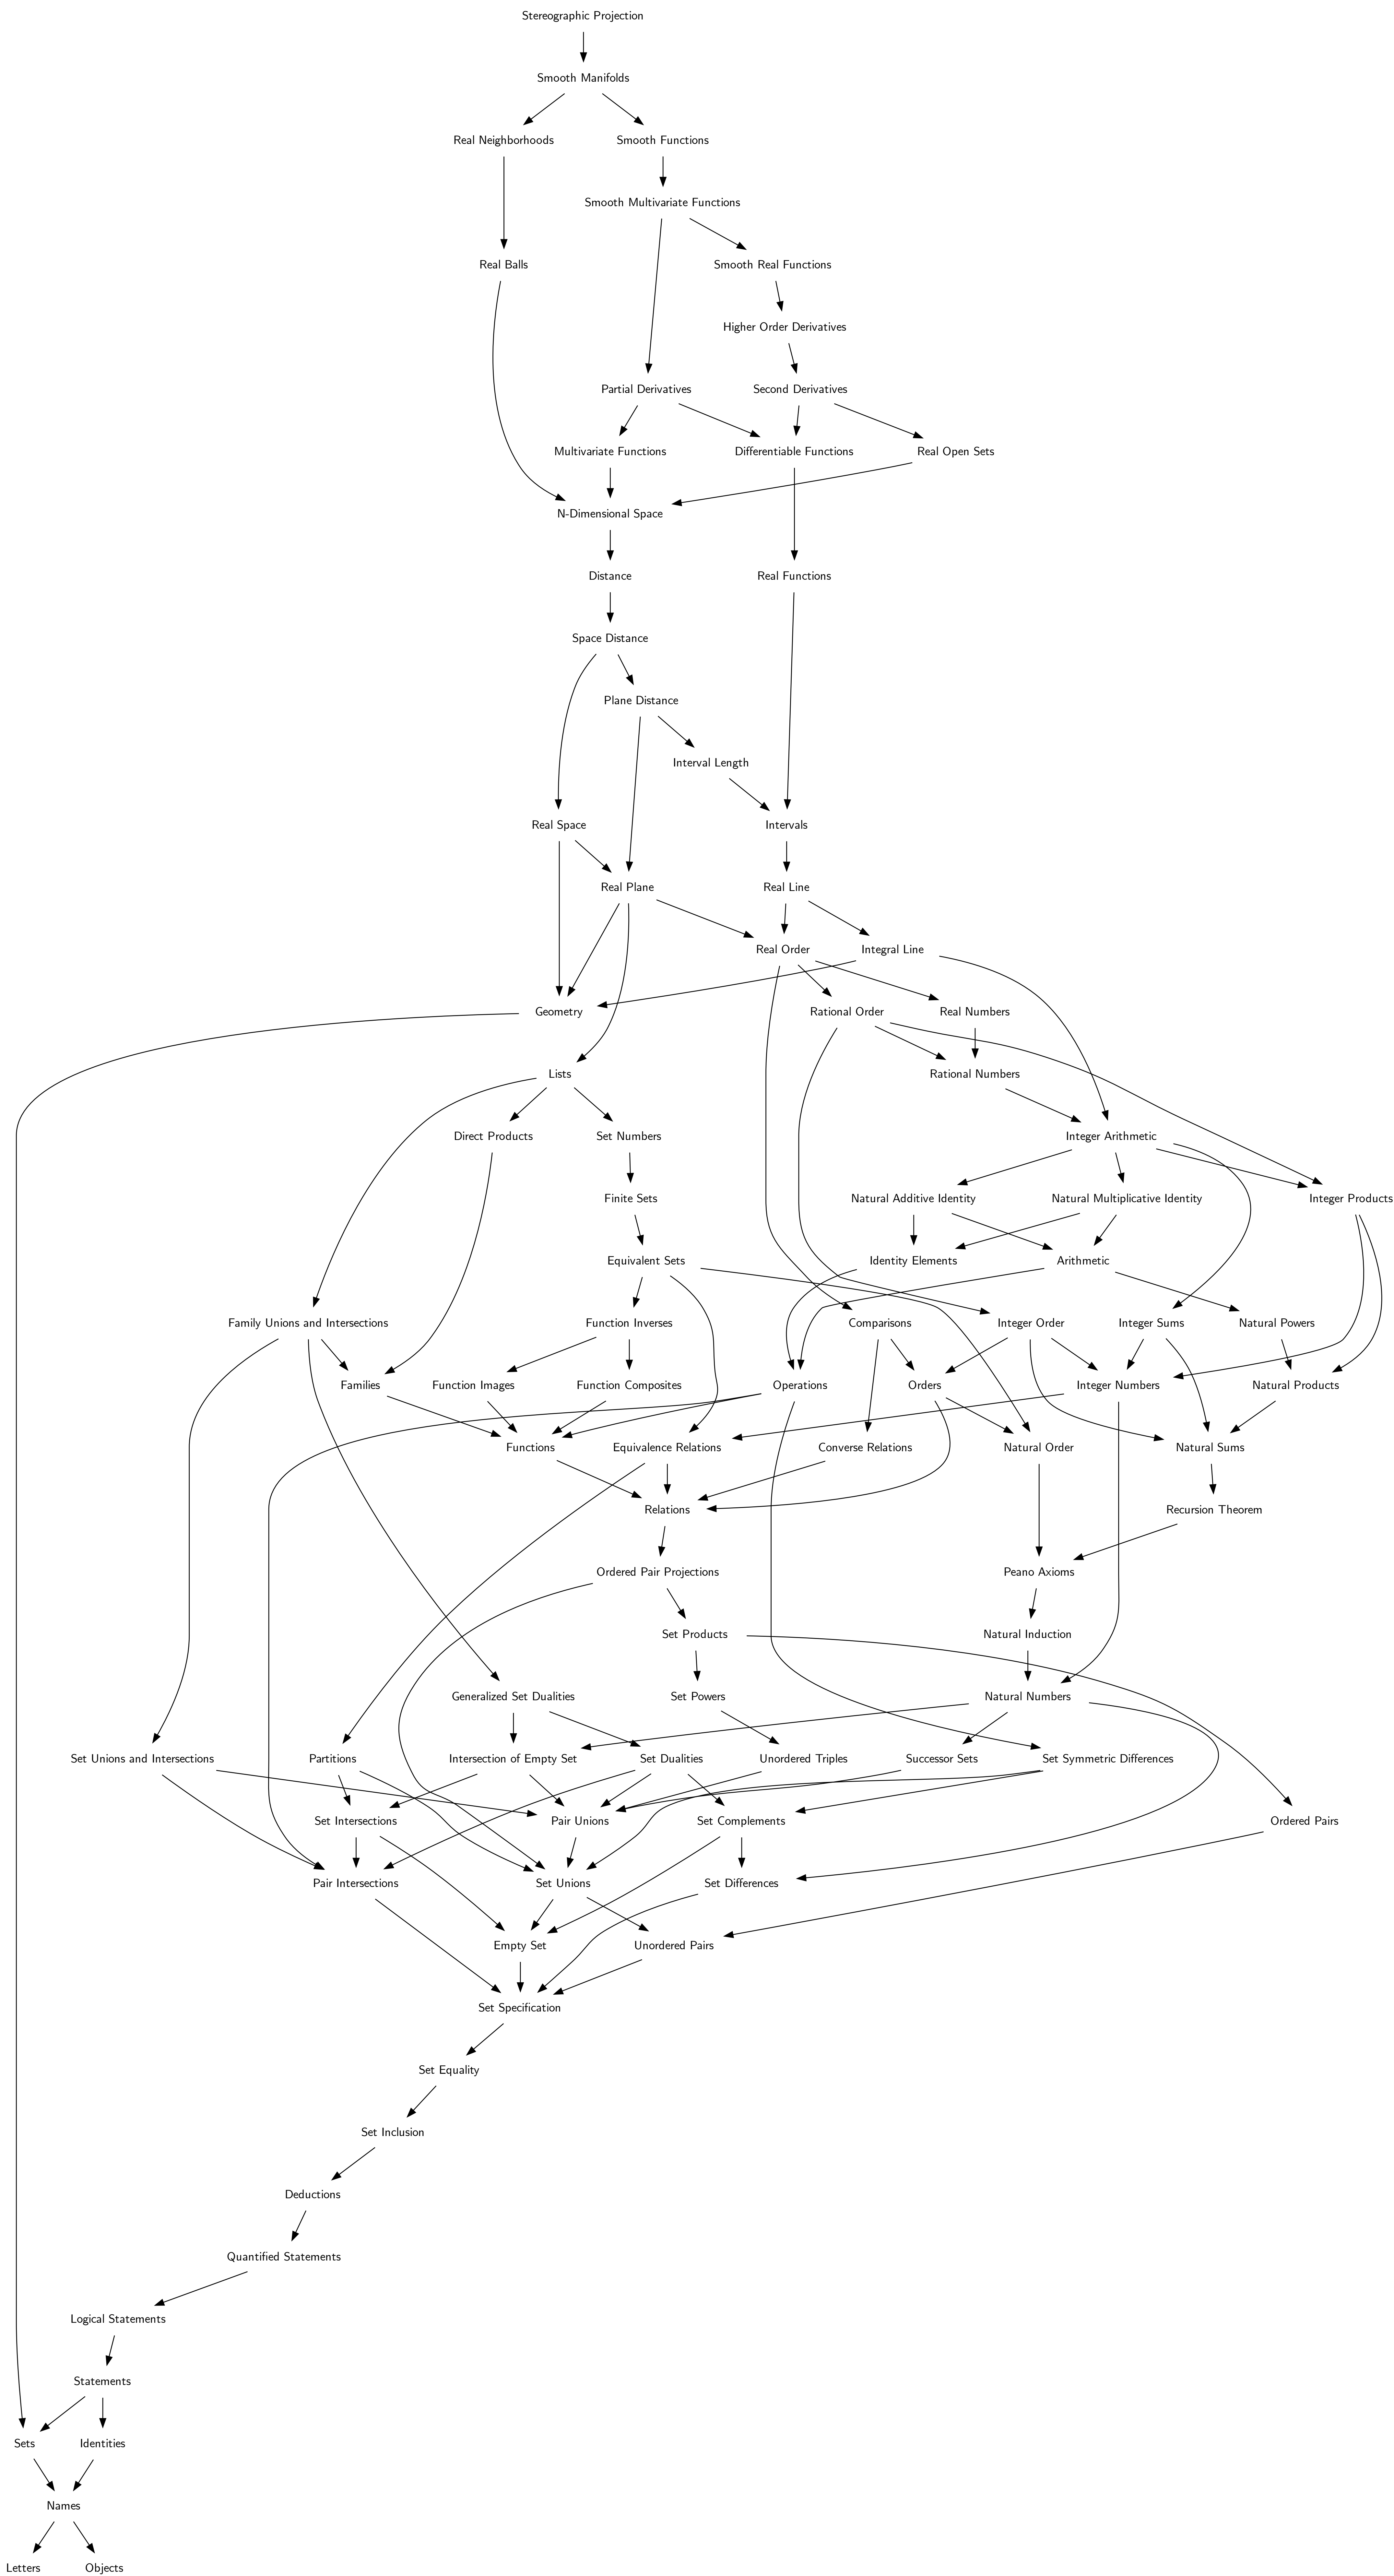 Stereographic Projection
Smooth Manifolds
Real Neighborhoods
Smooth Functions
Smooth Multivariate Functions
Real Balls
Smooth Real Functions
Higher Order Derivatives
Partial Derivatives
Second Derivatives
Multivariate Functions
Differentiable Functions
Real Open Sets
N-Dimensional Space
Distance
Real Functions
Space Distance
Plane Distance
Interval Length
Real Space
Intervals
Real Plane
Real Line
Real Order
Integral Line
Geometry
Rational Order
Real Numbers
Lists
Rational Numbers
Direct Products
Set Numbers
Integer Arithmetic
Finite Sets
Natural Additive Identity
Natural Multiplicative Identity
Integer Products
Equivalent Sets
Identity Elements
Arithmetic
Family Unions and Intersections
Function Inverses
Comparisons
Integer Order
Integer Sums
Natural Powers
Families
Function Images
Function Composites
Operations
Orders
Integer Numbers
Natural Products
Functions
Equivalence Relations
Converse Relations
Natural Order
Natural Sums
Relations
Recursion Theorem
Ordered Pair Projections
Peano Axioms
Set Products
Natural Induction
Generalized Set Dualities
Set Powers
Natural Numbers
Set Unions and Intersections
Partitions
Intersection of Empty Set
Set Dualities
Unordered Triples
Successor Sets
Set Symmetric Differences
Set Intersections
Pair Unions
Set Complements
Ordered Pairs
Pair Intersections
Set Unions
Set Differences
Empty Set
Unordered Pairs
Set Specification
Set Equality
Set Inclusion
Deductions
Quantified Statements
Logical Statements
Statements
Sets
Identities
Names
Letters
Objects